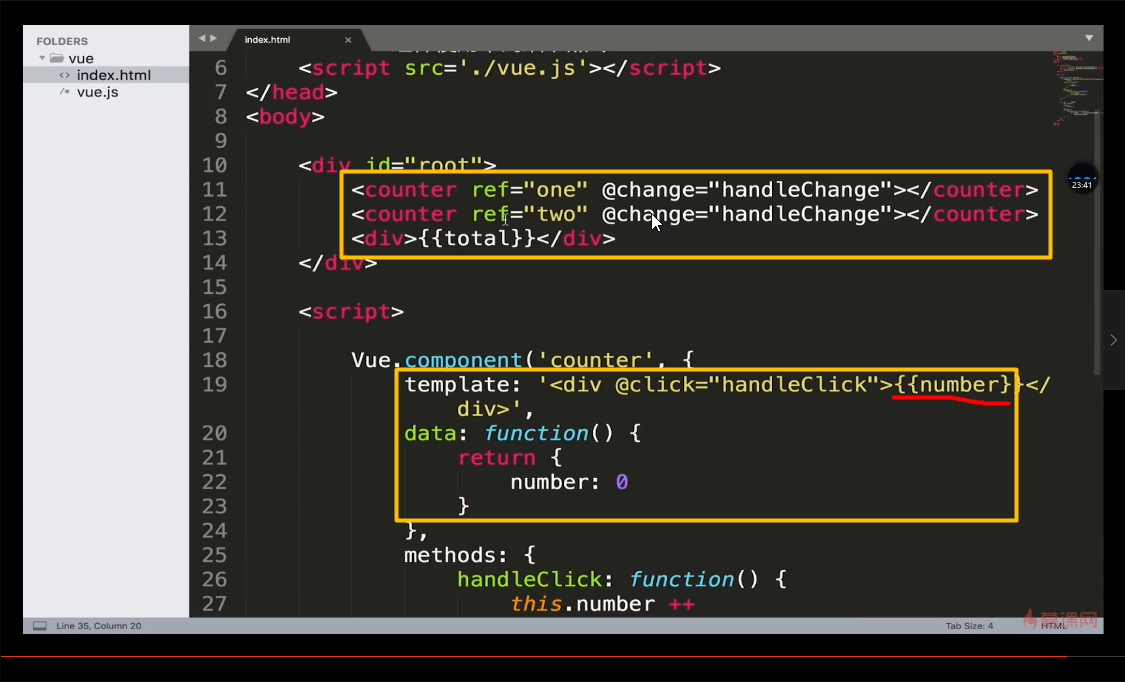 FOLDERS
vue
<> index.html
/* vue.js
index.html ×
6 <script src='./vue.js'></script>
7 </head>
8 <body>
9
10 <div id="root">
11 <counter ref="one" @change="handleChange"></counter>
12 <counter ref="two" @change="handleChange"></counter>
13 <div>{{total}}</div>
14 </div>
15
16 <script>
17
18 Vue.component('counter', {
19 template: '<div @click="handleClick">{{number}}</
div>',
20 data: function() {
21 return {
22 number: 0
23 }
24 },
25 methods: {
26 handleClick: function() {
27 this.number ++
23:41
Line 35, Column 20
Tab Size: 4
HTML
慕课网